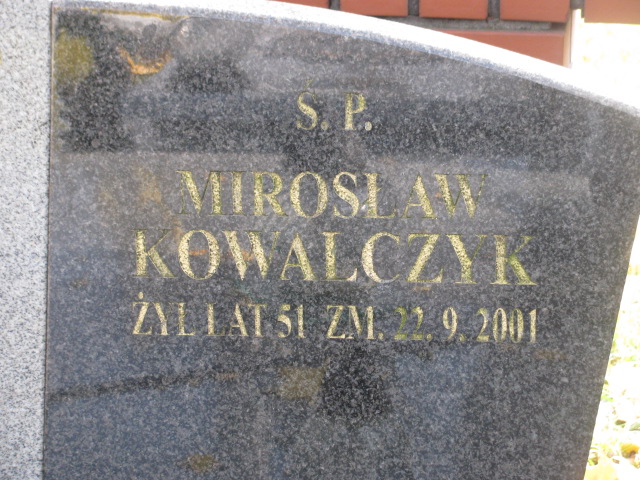 Ś. P.
MIROSŁAW
KOWALCZYK
ŻYŁ LAT 51 ZM. 22. 9. 2001